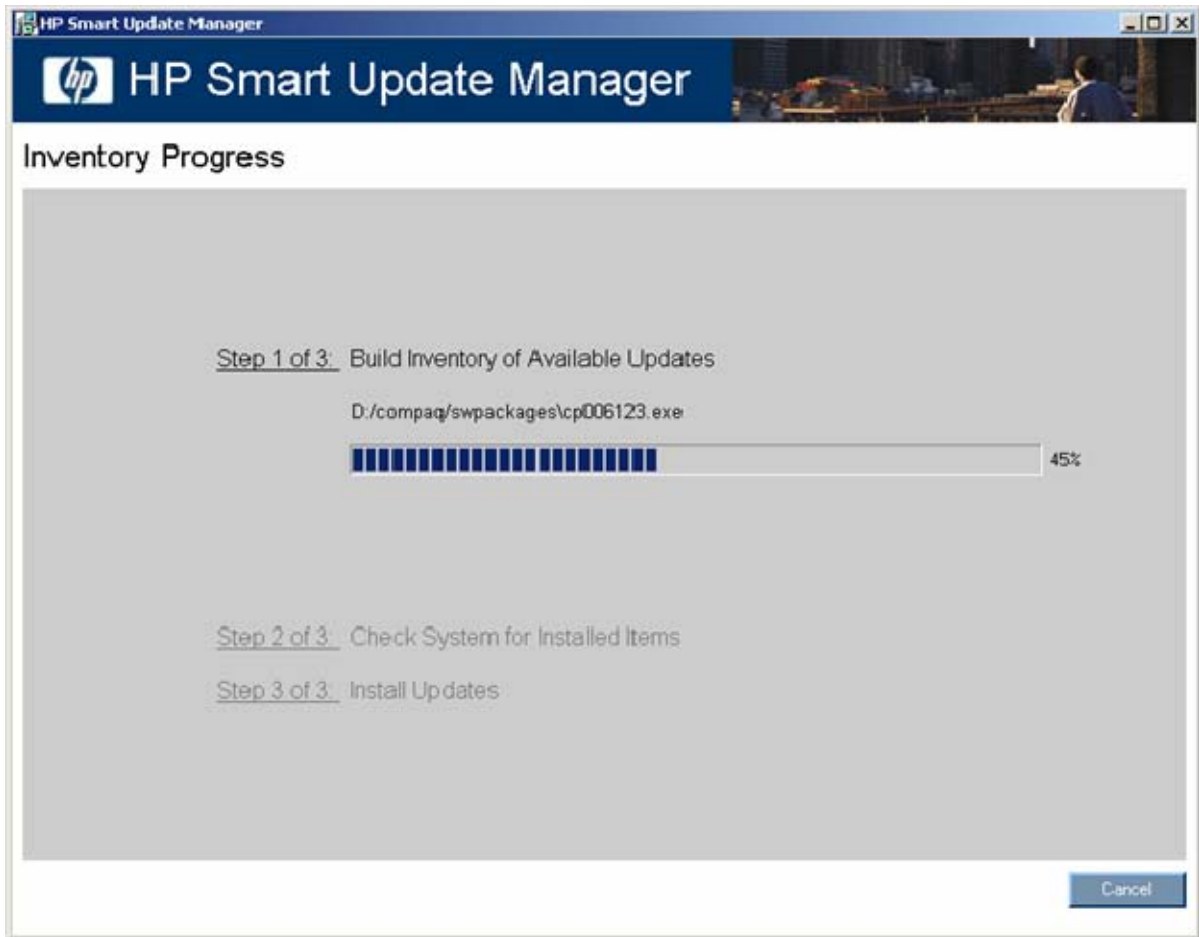 HP Smart Update Manager
hp HP Smart Update Manager
Inventory Progress
Step 1 of 3: Build Inventory of Available Updates
D:/compaq/swpackages\cp006123.exe
45%
Step 2 of 3: Check System for Installed Items
Step 3 of 3: Install Updates
Cancel